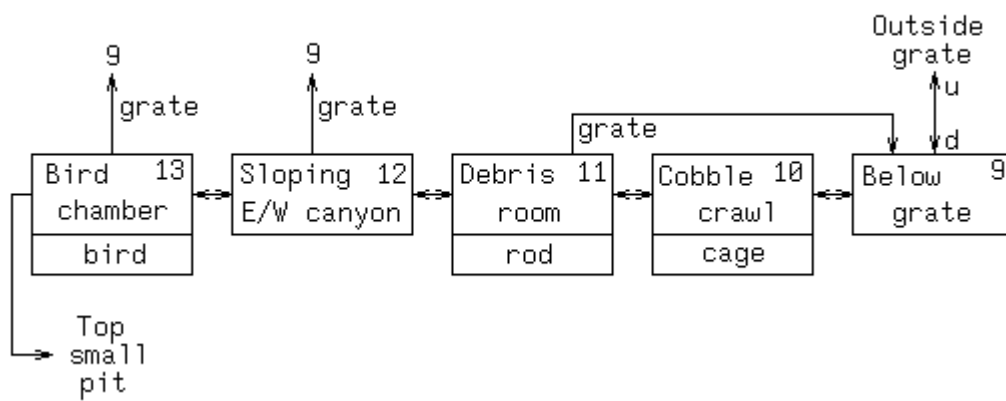 Outside
grate
9
9
u
grate
grate
grate
d
Bird 13
chamber
bird
Sloping 12
E/W canyon
Debris 11
room
rod
Cobble 10
crawl
cage
Below 9
grate
Top
small
pit